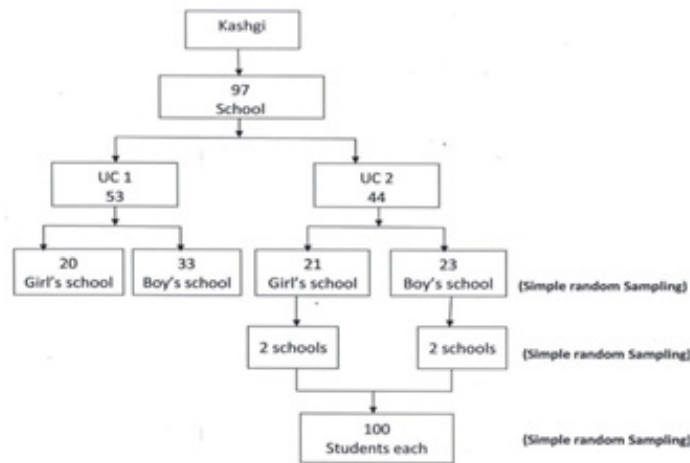 Kashgi
97
School
UC 1
53
UC 2
44
20
Girl's school
33
Boy's school
21
Girl's school
23
Boy's school
(Simple random Sampling)
2 schools
2 schools
(Simple random Sampling)
100
Students each
(Simple random Sampling)